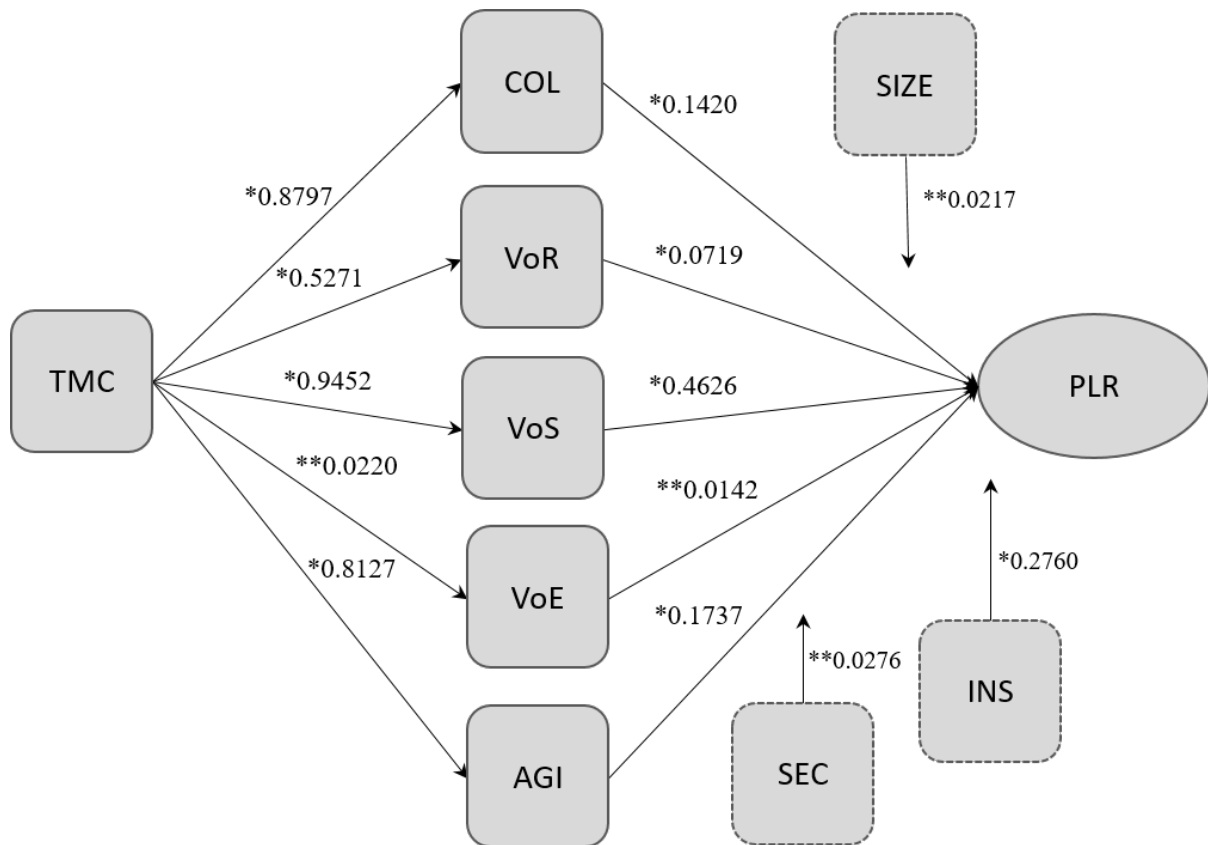 COL
SIZE
*0.1420
**0.0217
*0.8797
VoR
*0.0719
*0.5271
TMC
*0.9452
VoS
*0.4626
PLR
**0.0220
**0.0142
*0.8127
VoE
*0.1737
*0.2760
**0.0276
INS
AGI
SEC